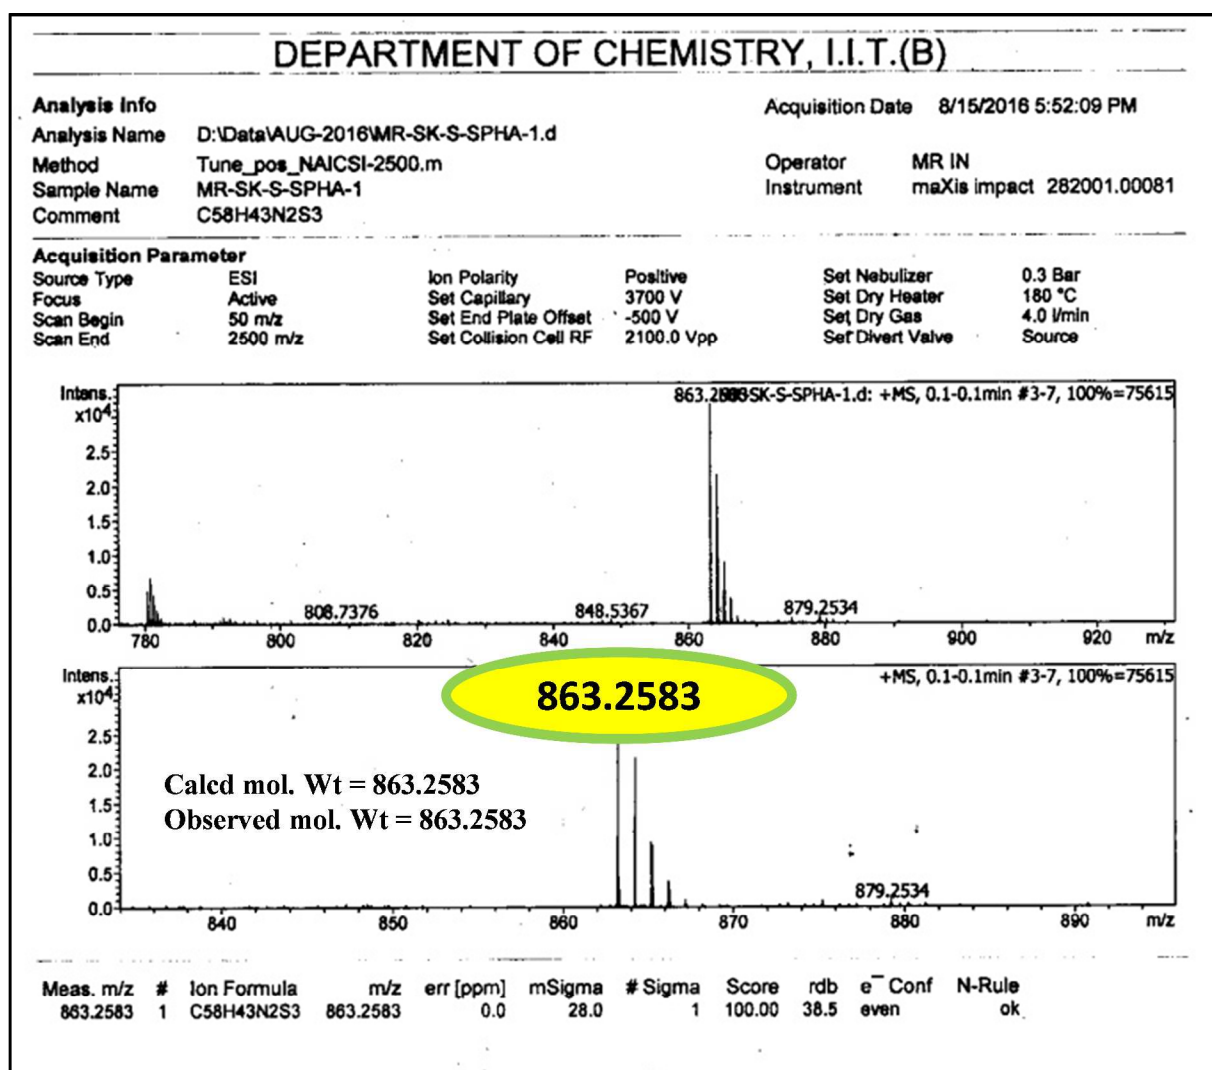 DEPARTMENT OF CHEMISTRY, I.I.T.(B)
Analysis Info
Acquisition Date 8/15/2016 5:52:09 PM
Analysis Name D:\Data\AUG-2016\MR-SK-S-SPHA-1.d
Method Tune_pos_NAICSI-2500.m Operator MR IN
Sample Name MR-SK-S-SPHA-1 Instrument maXis impact 282001.00081
Comment C58H43N2S3
Acquisition Parameter
Source Type ESI Ion Polarity Positive Set Nebulizer 0.3 Bar
Focus Active Set Capillary 3700 V Set Dry Heater 180 °C
Scan Begin 50 m/z Set End Plate Offset -500 V Set Dry Gas 4.0 l/min
Scan End 2500 m/z Set Collision Cell RF 2100.0 Vpp Set Divert Valve Source
Intens. SK-S-SPHA-1.d: +MS, 0.1-0.1min #3-7, 100%=75615
x10⁴
2.5
2.0
1.5
1.0
0.5
808.7376 848.5367 879.2534
0.0
780 800 820 840 860 880 900 920 m/z
Intens. +MS, 0.1-0.1min #3-7, 100%=75615
x10⁴
863.2583
2.5
2.0
Calcd mol. Wt = 863.2583
1.5
Observed mol. Wt = 863.2583
1.0
0.5
879.2534
0.0
840 850 860 870 880 890 m/z
Meas. m/z # Ion Formula m/z err [ppm] mSigma # Sigma Score rdb e⁻ Conf N-Rule
863.2583 1 C58H43N2S3 863.2583 0.0 28.0 1 100.00 38.5 even ok